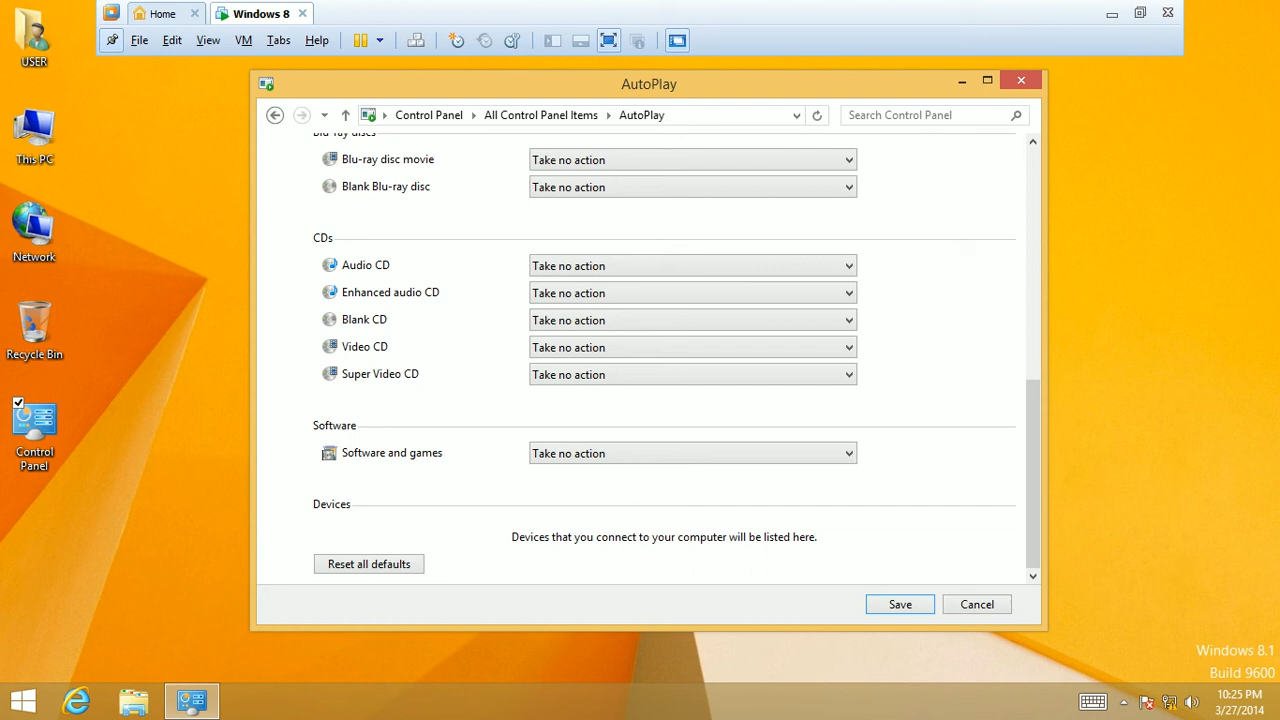 Home
Windows 8
File Edit View VM Tabs Help
USER
This PC
Network
Recycle Bin
Control
Panel
AutoPlay
Control Panel All Control Panel Items AutoPlay
Search Control Panel
Blu-ray discs
Blu-ray disc movie Take no action
Blank Blu-ray disc Take no action
CDs
Audio CD Take no action
Enhanced audio CD Take no action
Blank CD Take no action
Video CD Take no action
Super Video CD Take no action
Software
Software and games Take no action
Devices
Devices that you connect to your computer will be listed here.
Reset all defaults
Save Cancel
Windows 8.1
Build 9600
10:25 PM
3/27/2014